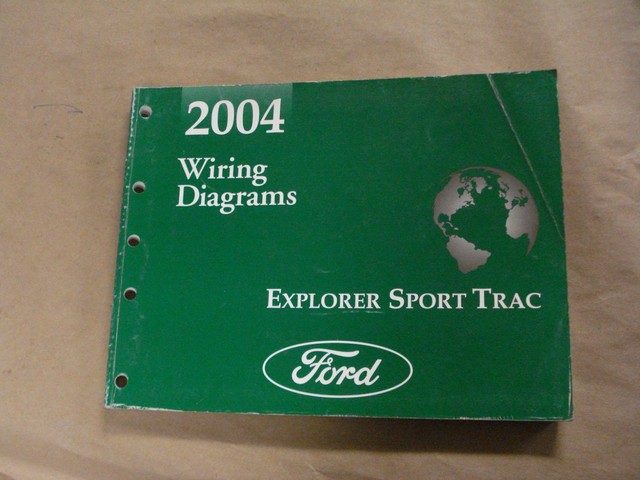 2004
Wiring
Diagrams
EXPLORER SPORT TRAC
Ford